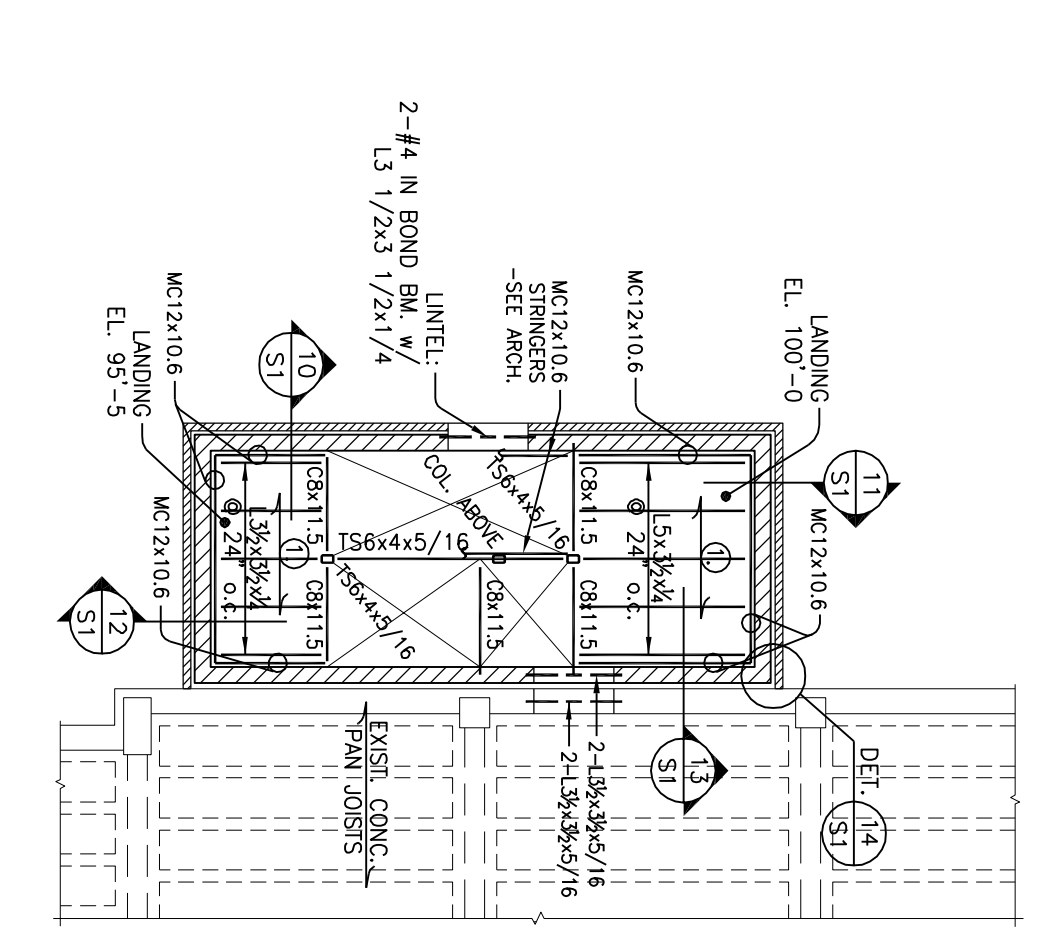 LANDING
EL. 100'-0
MC12x10.6
MC12x10.6
STRINGERS
-SEE ARCH.
LINTEL:
2-#4 IN BOND BM. w/
L3 1/2x3 1/2x1/4
MC12x10.6
LANDING
EL. 95'-5
10
S1
11
S1
MC12x10.6
MC12x10.6
12
S1
1.
L5x3½x¼
@
24" o.c.
C8x11.5
C8x11.5
TS6x4x5/16
COL. ABOVE
TS6x4x5/16
C8x11.5
TS6x4x5/16
C8x11.5
C8x11.5
1.
L3½x3½x¼
@
24" o.c.
13
S1
DET.
14
S1
2-L3½x3½x5/16
2-L3½x3½x5/16
EXIST. CONC.
PAN JOISTS